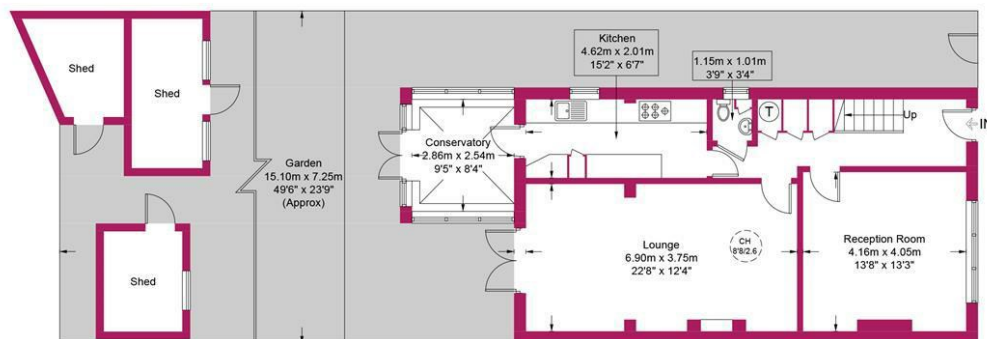 Kitchen
4.62m x 2.01m
15'2" x 6'7"
1.15m x 1.01m
3'9" x 3'4"
Shed
Shed
T
Up
IN
Conservatory
2.86m x 2.54m
9'5" x 8'4"
Garden
15.10m x 7.25m
49'6" x 23'9"
(Approx)
Lounge
6.90m x 3.75m
22'8" x 12'4"
CH
8'8/2.6
Reception Room
4.16m x 4.05m
13'8" x 13'3"
Shed